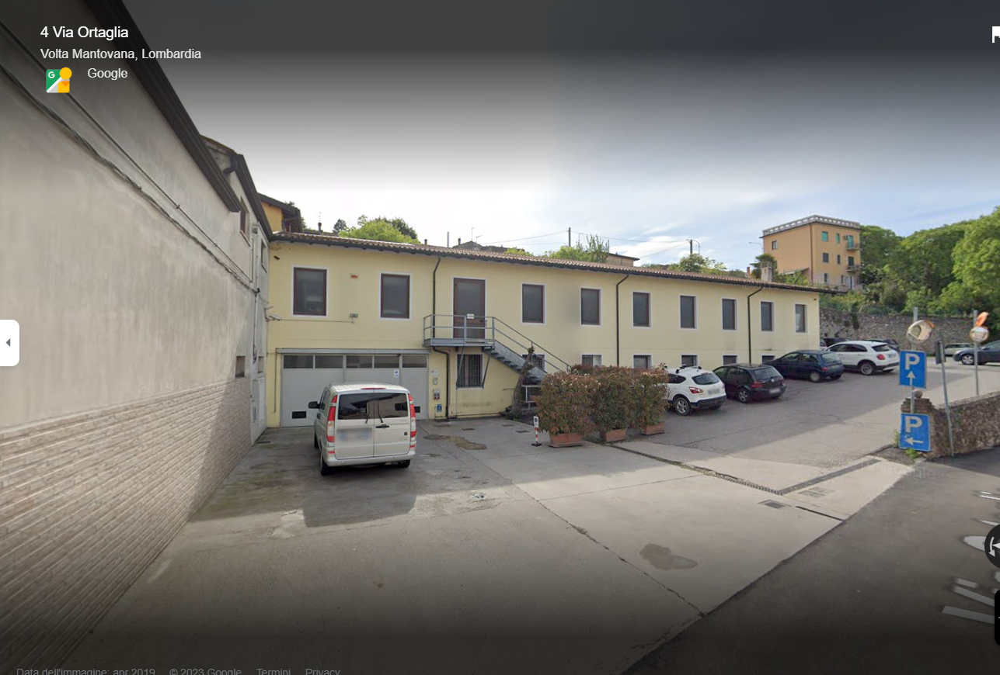 4 Via Ortaglia
Volta Mantovana, Lombardia
G
Google
P
P
Data dell'immagine: apr 2019 © 2023 Google Termini Privacy